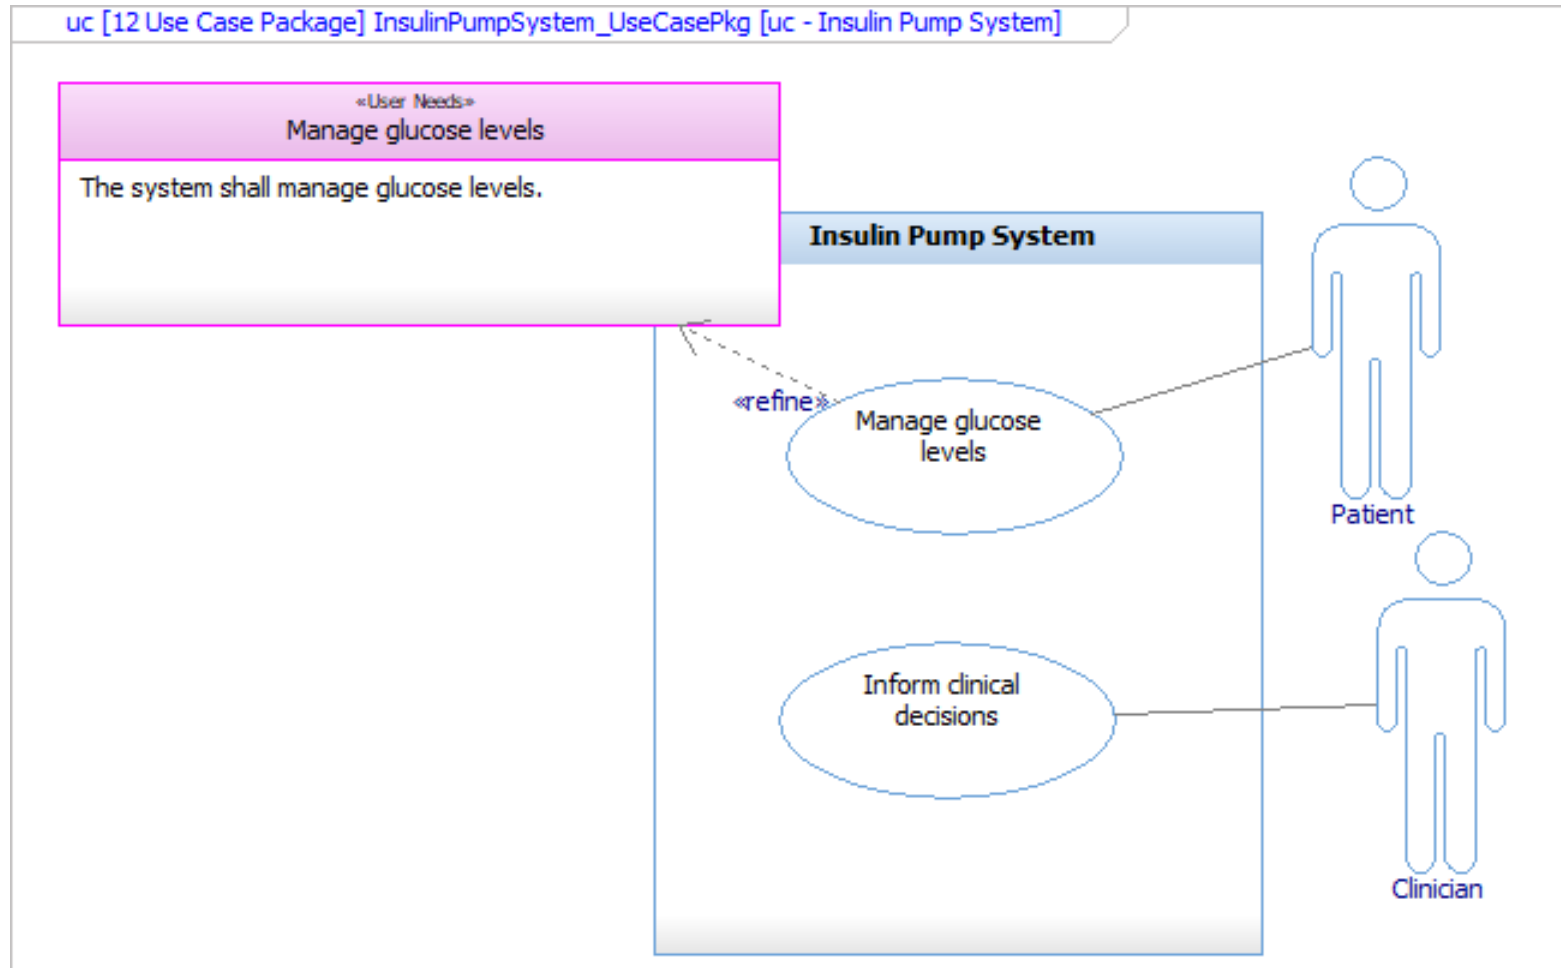 uc [12 Use Case Package] InsulinPumpSystem_UseCasePkg [uc - Insulin Pump System]
«User Needs»
Manage glucose levels
The system shall manage glucose levels.
Insulin Pump System
«refine»
Manage glucose
levels
Patient
Inform clinical
decisions
Clinician